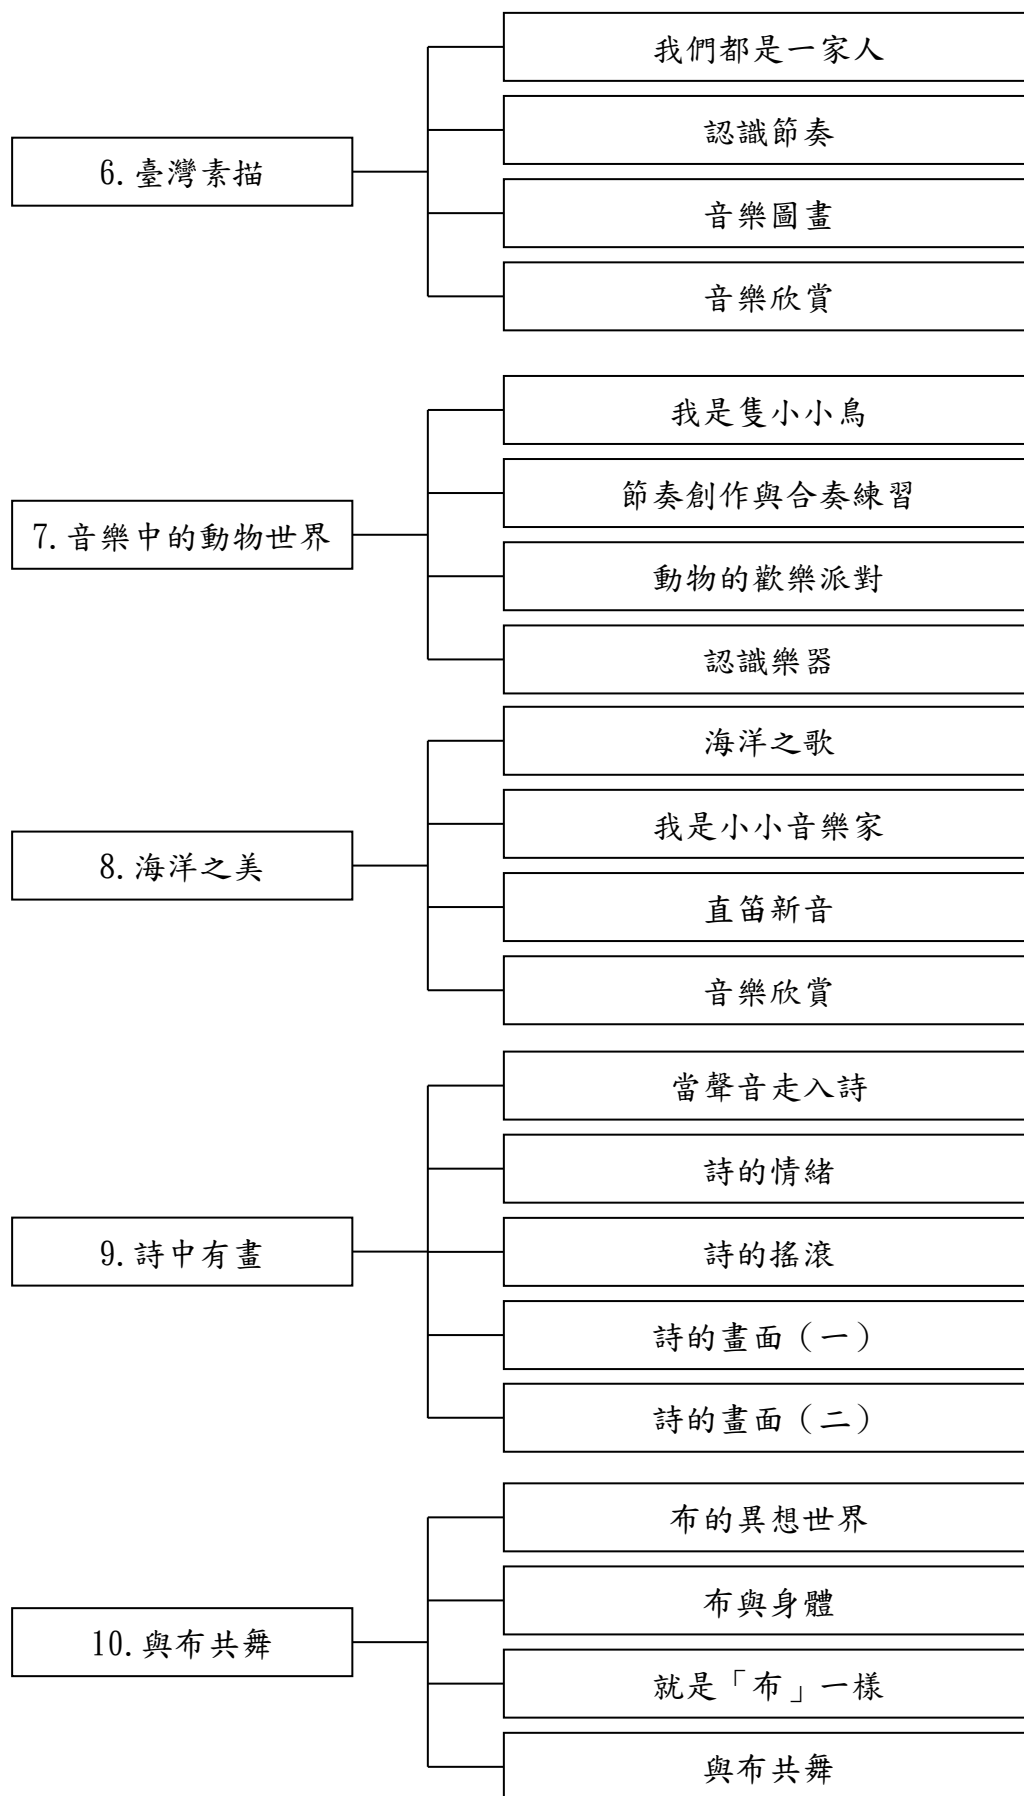 6.臺灣素描
我們都是一家人
認識節奏
音樂圖畫
音樂欣賞
7.音樂中的動物世界
我是隻小小鳥
節奏創作與合奏練習
動物的歡樂派對
認識樂器
8.海洋之美
海洋之歌
我是小小音樂家
直笛新音
音樂欣賞
9.詩中有畫
當聲音走入詩
詩的情緒
詩的搖滾
詩的畫面（一）
詩的畫面（二）
10.與布共舞
布的異想世界
布與身體
就是「布」一樣
與布共舞